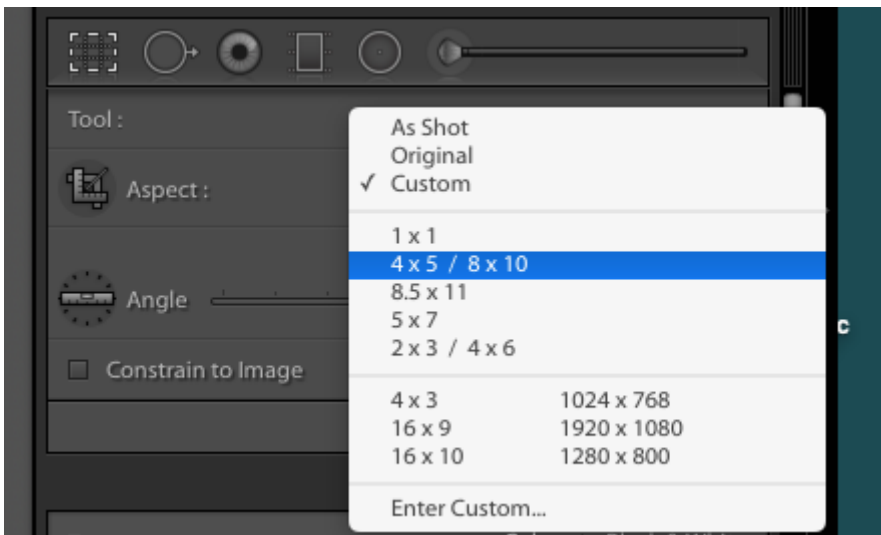 Tool :
As Shot
Original
✓ Custom
Aspect :
1 x 1
4 x 5 / 8 x 10
8.5 x 11
5 x 7
2 x 3 / 4 x 6
Angle
Constrain to Image
4 x 3 1024 x 768
16 x 9 1920 x 1080
16 x 10 1280 x 800
Enter Custom...
c